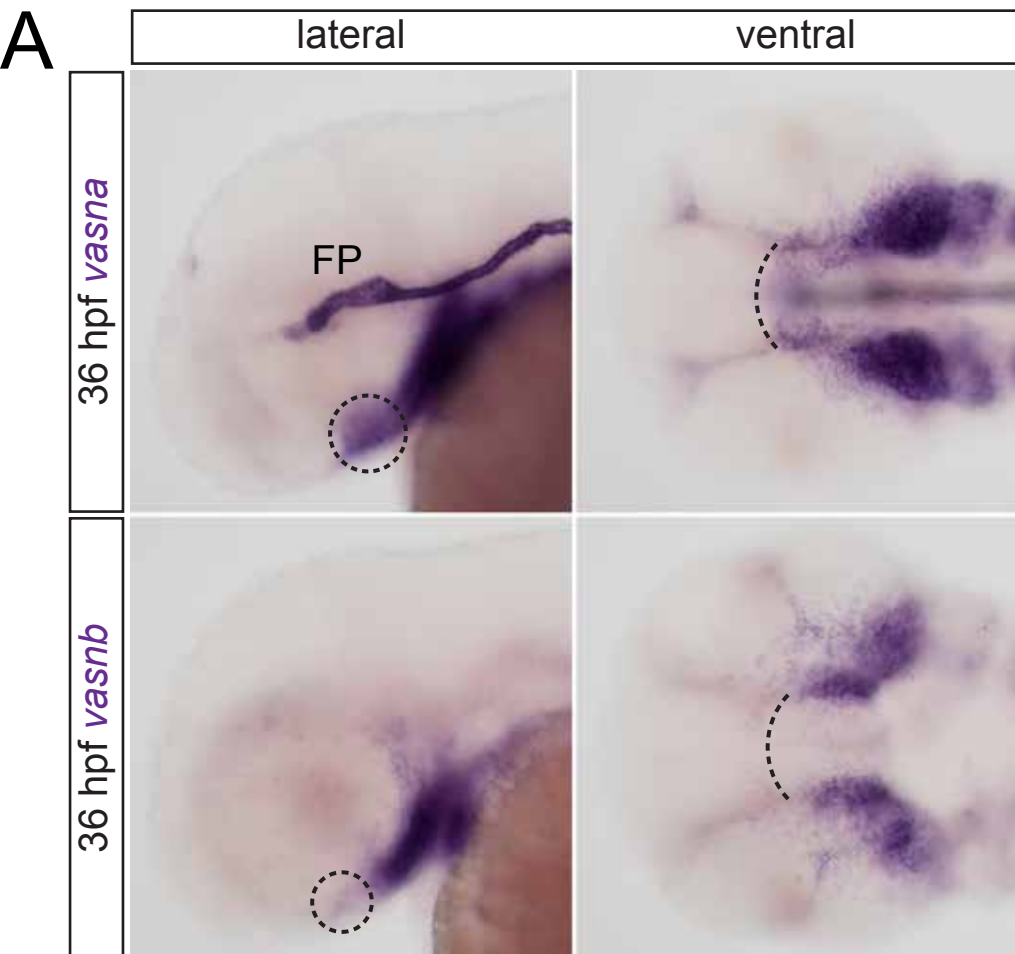 A
lateral
ventral
36 hpf vasna
FP
36 hpf vasnb